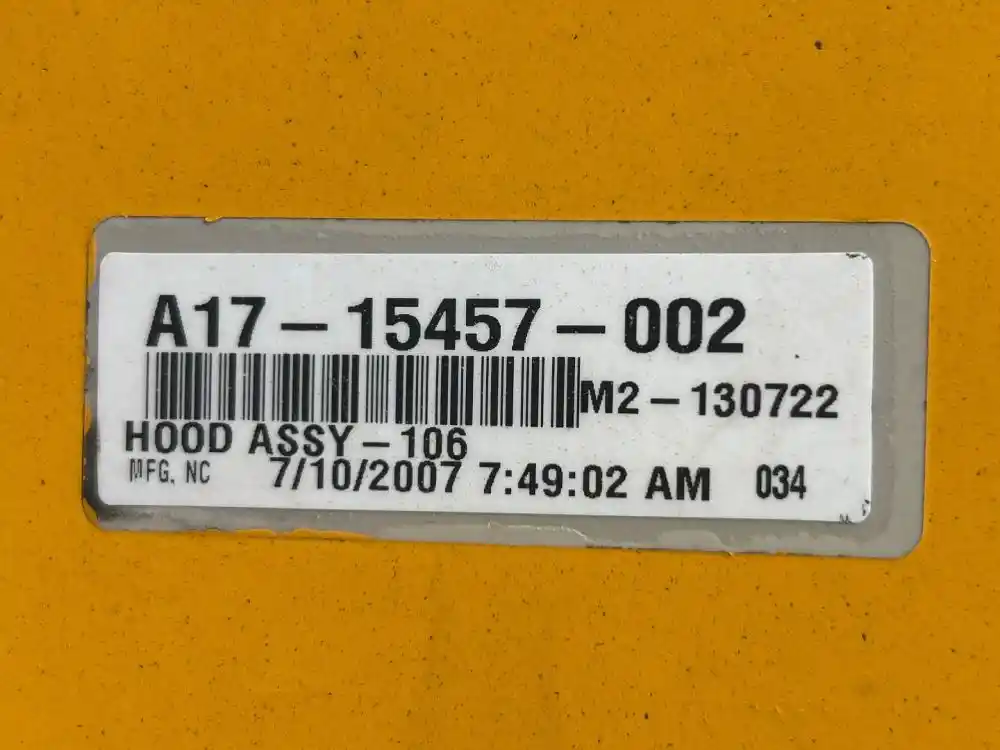 A17-15457-002
M2-130722
HOOD ASSY-106
MFG. NC 7/10/2007 7:49:02 AM 034